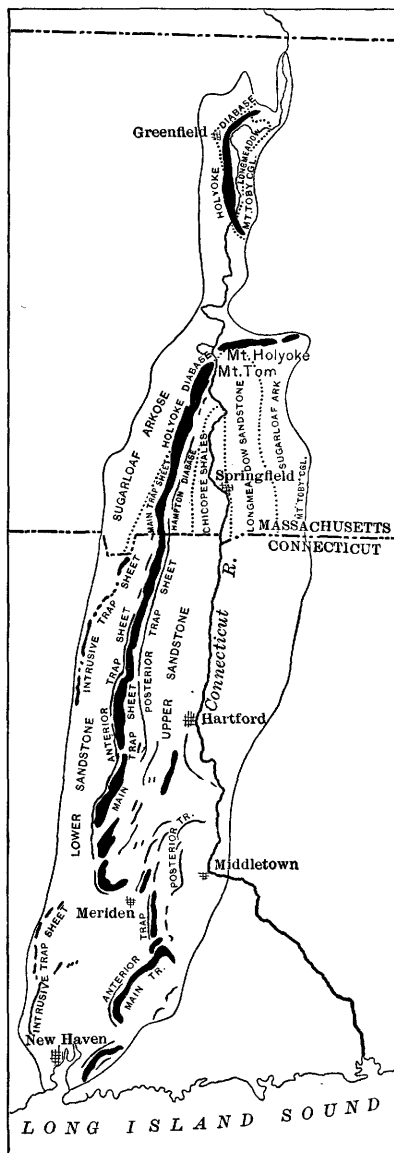 Greenfield
DIABASE
HOLYOKE
LONGMEADOW
MT. TOBY CGL.
Mt. Holyoke
Mt. Tom
SUGARLOAF ARKOSE
MAIN TRAP SHEET HOLYOKE DIABASE
HAMPTON DIABASE
CHICOPEE SHALES
LONGMEADOW SANDSTONE
SUGARLOAF ARK
MT. TOBY CGL.
Springfield
MASSACHUSETTS
CONNECTICUT
INTRUSIVE TRAP SHEET
LOWER SANDSTONE
ANTERIOR TRAP SHEET
MAIN TRAP SHEET
POSTERIOR TRAP SHEET
UPPER SANDSTONE
Connecticut R.
Hartford
POSTERIOR TR.
Middletown
Meriden
INTRUSIVE TRAP SHEET
ANTERIOR TRAP
MAIN TR.
New Haven
LONG ISLAND SOUND